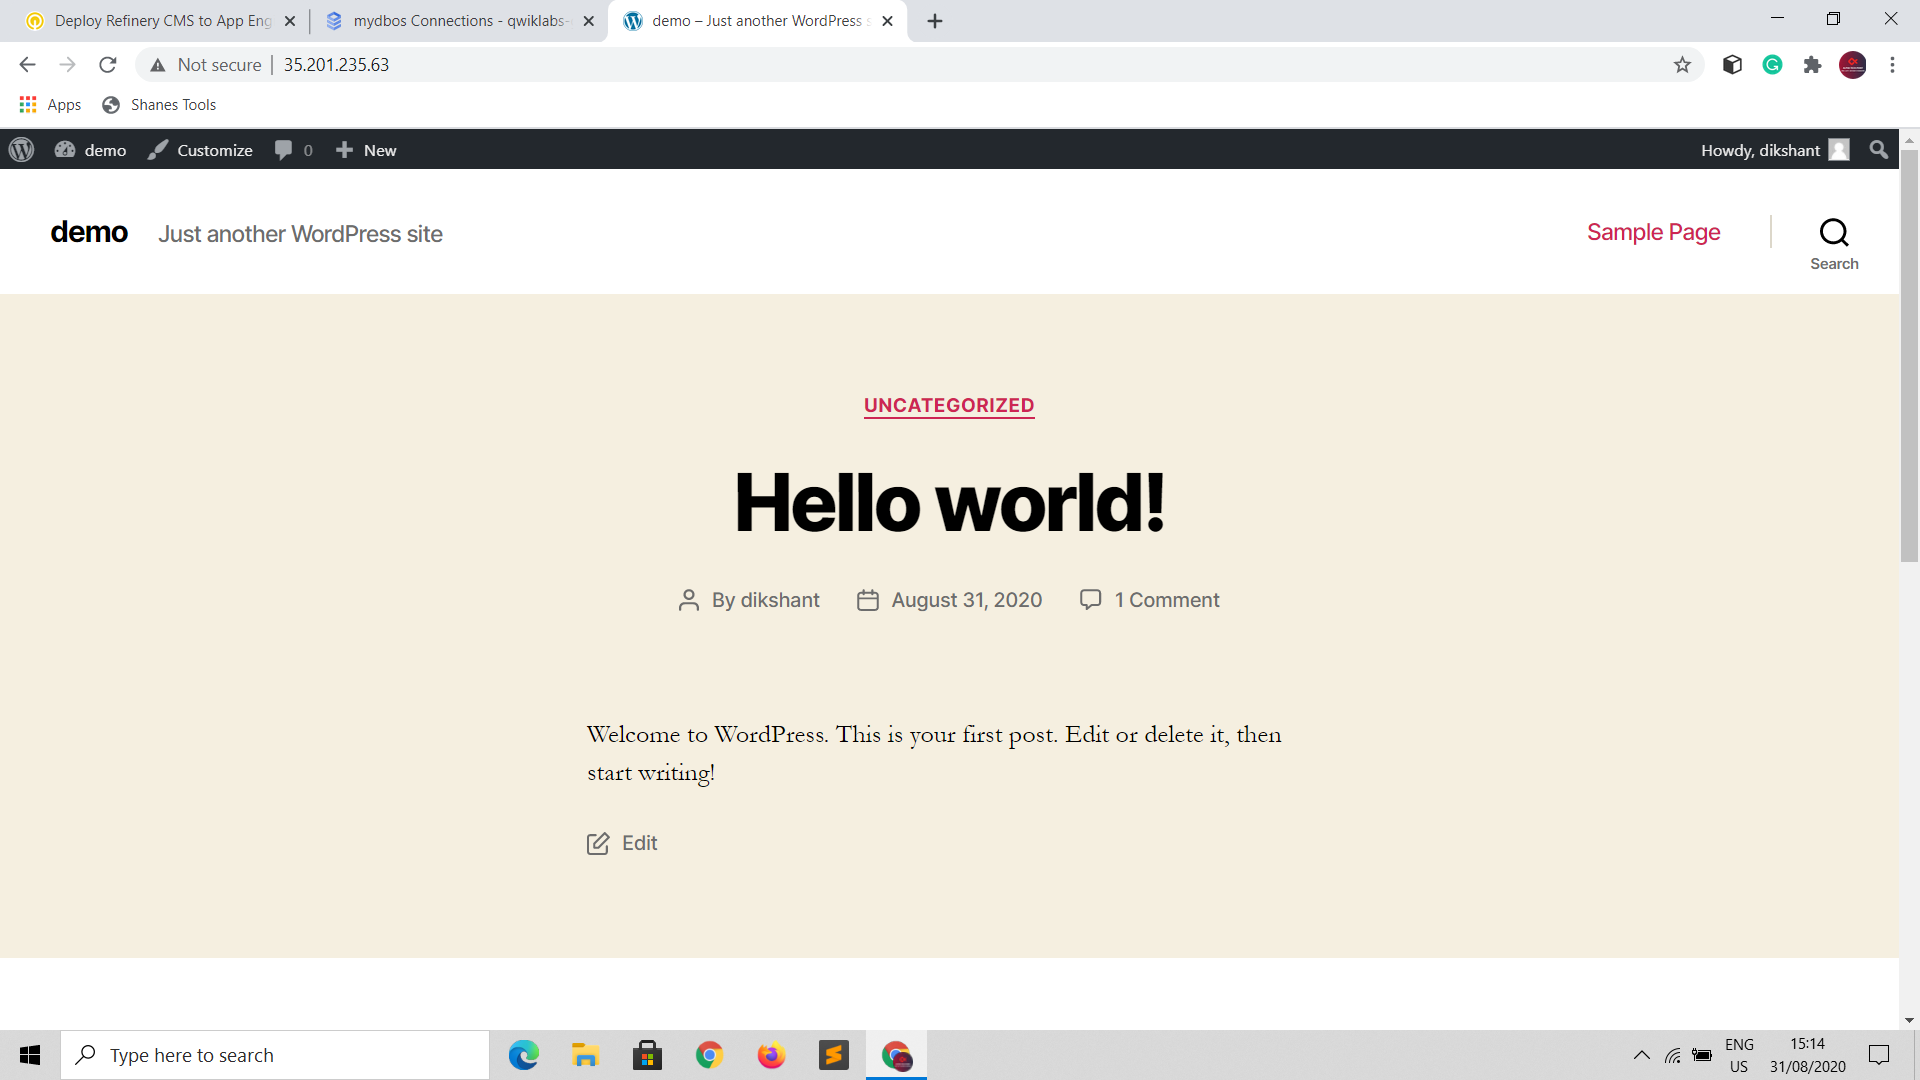 Deploy Refinery CMS to App Eng
mydbos Connections - qwiklabs-
demo – Just another WordPress s
Not secure
35.201.235.63
Apps
Shanes Tools
demo
Customize
0
New
Howdy, dikshant
demo
Just another WordPress site
Sample Page
Search
UNCATEGORIZED
Hello world!
By dikshant
August 31, 2020
1 Comment
Welcome to WordPress. This is your first post. Edit or delete it, then
start writing!
Edit
Type here to search
ENG
US
15:14
31/08/2020